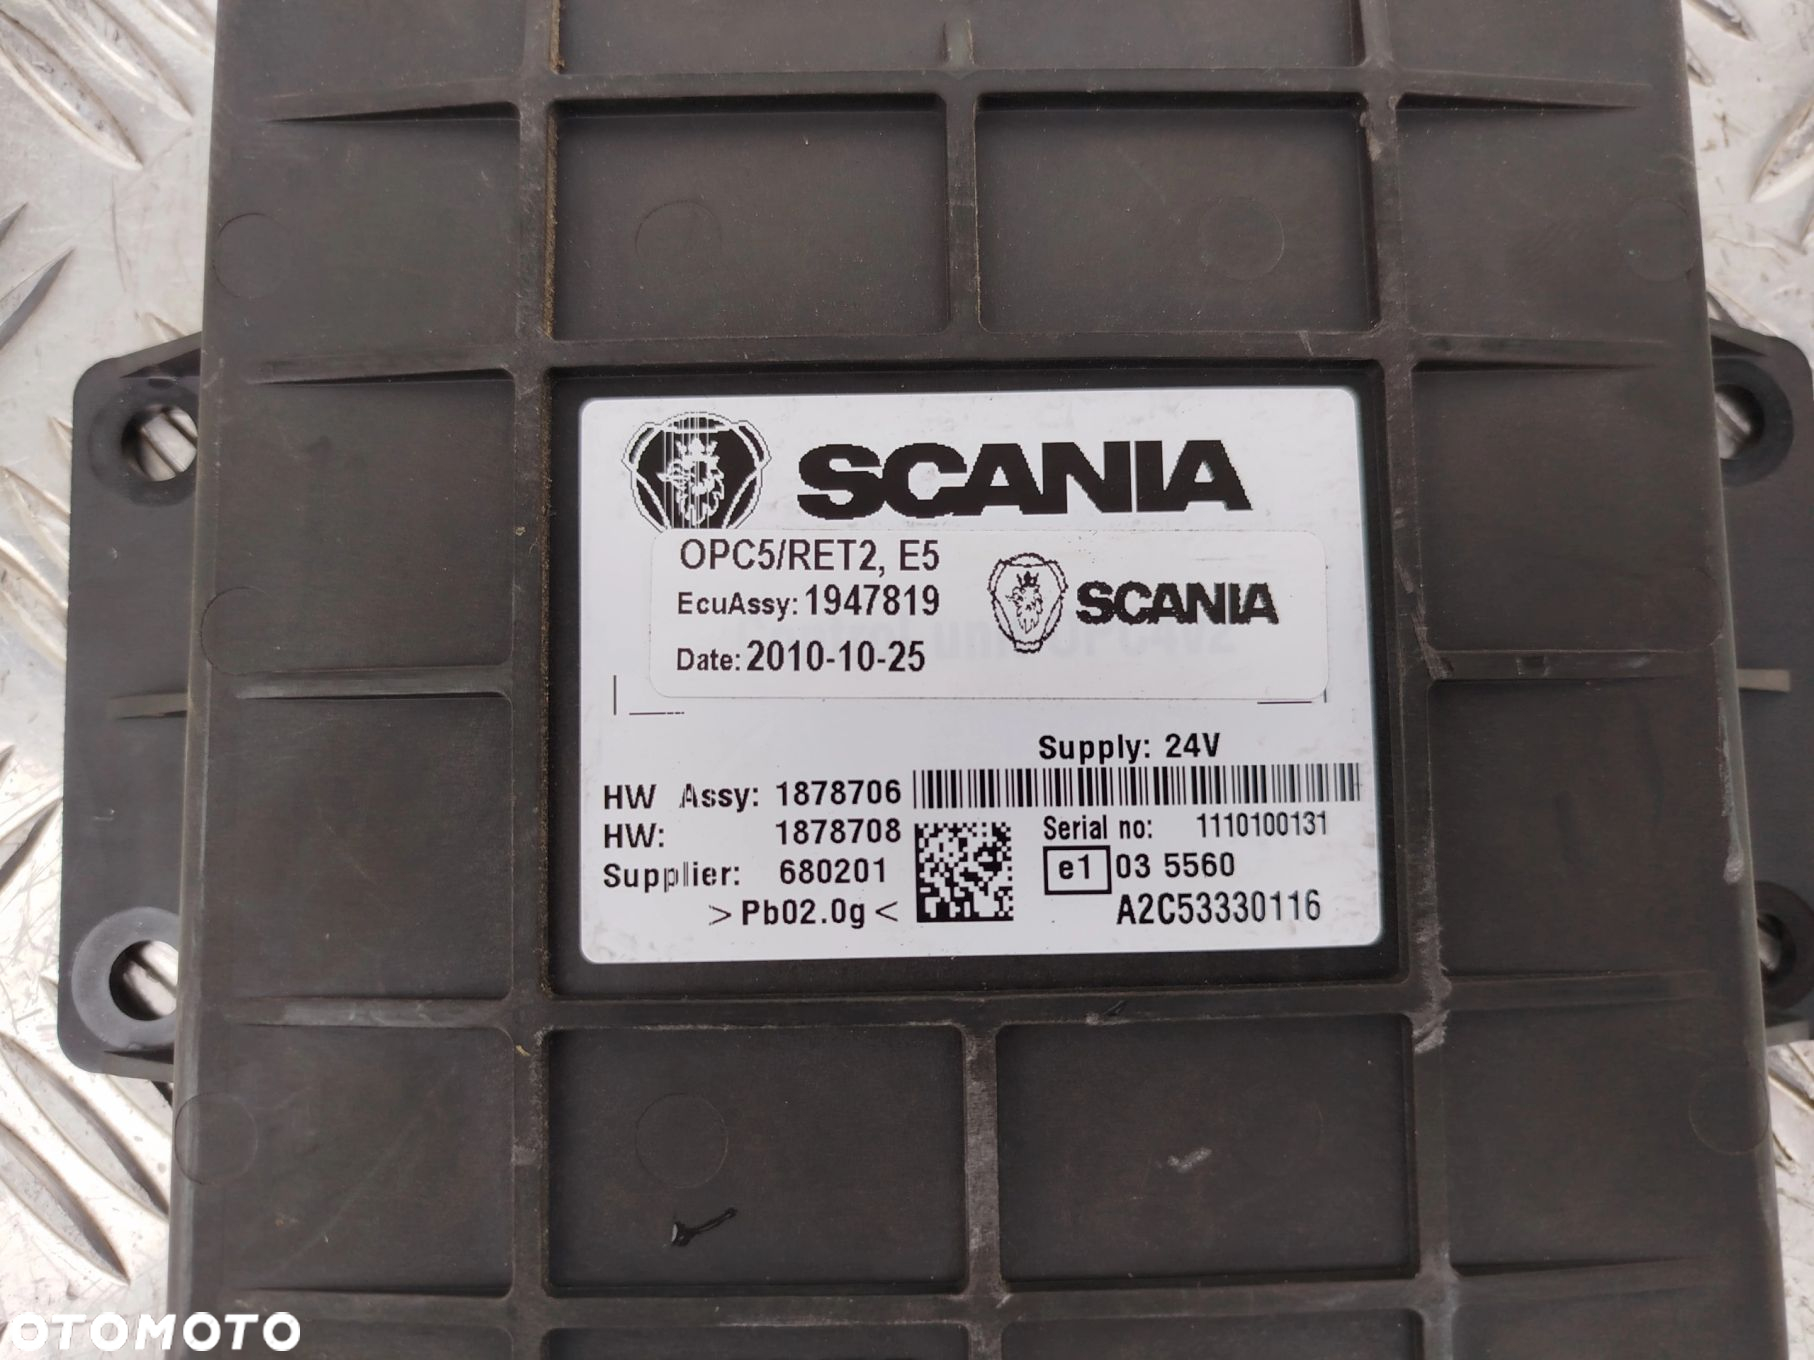 SCANIA
OPC5/RET2, E5
EcuAssy: 1947819
SCANIA
Date: 2010-10-25
Supply: 24V
HW Assy: 1878706
HW: 1878708
Serial no: 1110100131
Supplier: 680201
e1 03 5560
>Pb02.0g<
A2C53330116
OTOMOTO